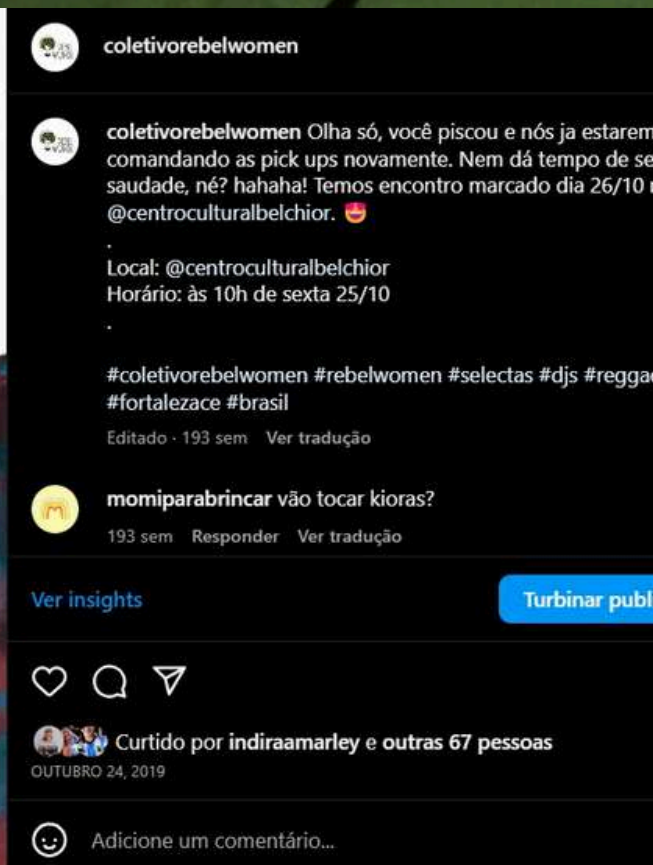 coletivorebelwomen
coletivorebelwomen Olha só, você piscou e nós ja estarem
comandando as pick ups novamente. Nem dá tempo de se
saudade, né? hahaha! Temos encontro marcado dia 26/10
@centroculturalbelchior. 😍
.
Local: @centroculturalbelchior
Horário: às 10h de sexta 25/10
.
#coletivorebelwomen #rebelwomen #selectas #djs #reggae
#fortalezace #brasil
Editado · 193 sem Ver tradução
momiparabrincar vão tocar kioras?
193 sem Responder Ver tradução
Ver insights
Turbinar publi
Curtido por indiraamarley e outras 67 pessoas
OUTUBRO 24, 2019
Adicione um comentário...